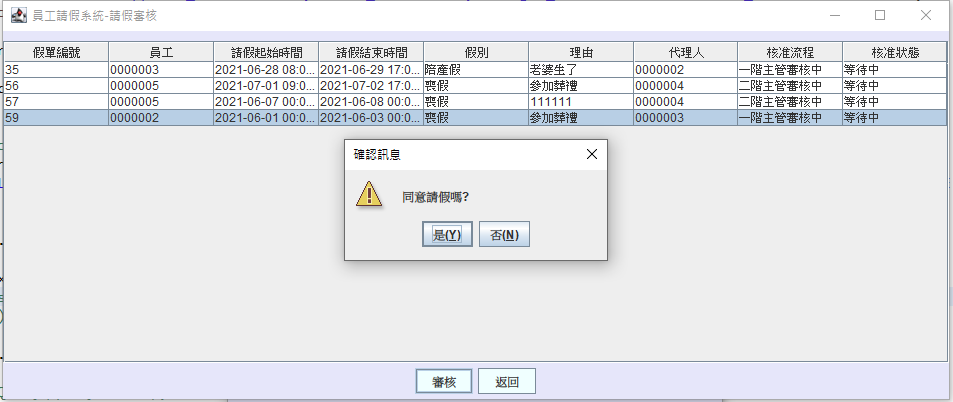 員工請假系統-請假審核
假單編號 員工 請假起始時間 請假結束時間 假別 理由 代理人 核准流程 核准狀態
35 0000003 2021-06-28 08:0... 2021-06-29 17:0... 陪產假 老婆生了 0000002 一階主管審核中 等待中
56 0000005 2021-07-01 09:0... 2021-07-02 17:0... 喪假 參加葬禮 0000004 二階主管審核中 等待中
57 0000005 2021-06-07 00:0... 2021-06-08 00:0... 喪假 111111 0000004 二階主管審核中 等待中
59 0000002 2021-06-01 00:0... 2021-06-03 00:0... 喪假 參加葬禮 0000003 一階主管審核中 等待中
確認訊息
同意請假嗎?
是(Y) 否(N)
審核 返回